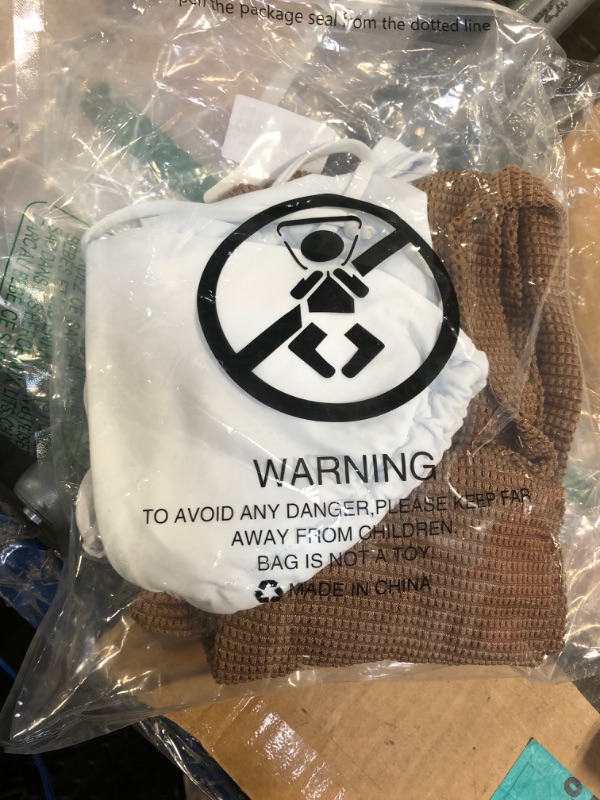 the package seal from the dotted line
WARNING
TO AVOID ANY DANGER,PLEASE KEEP FAR
AWAY FROM CHILDREN.
BAG IS NOT A TOY
MADE IN CHINA